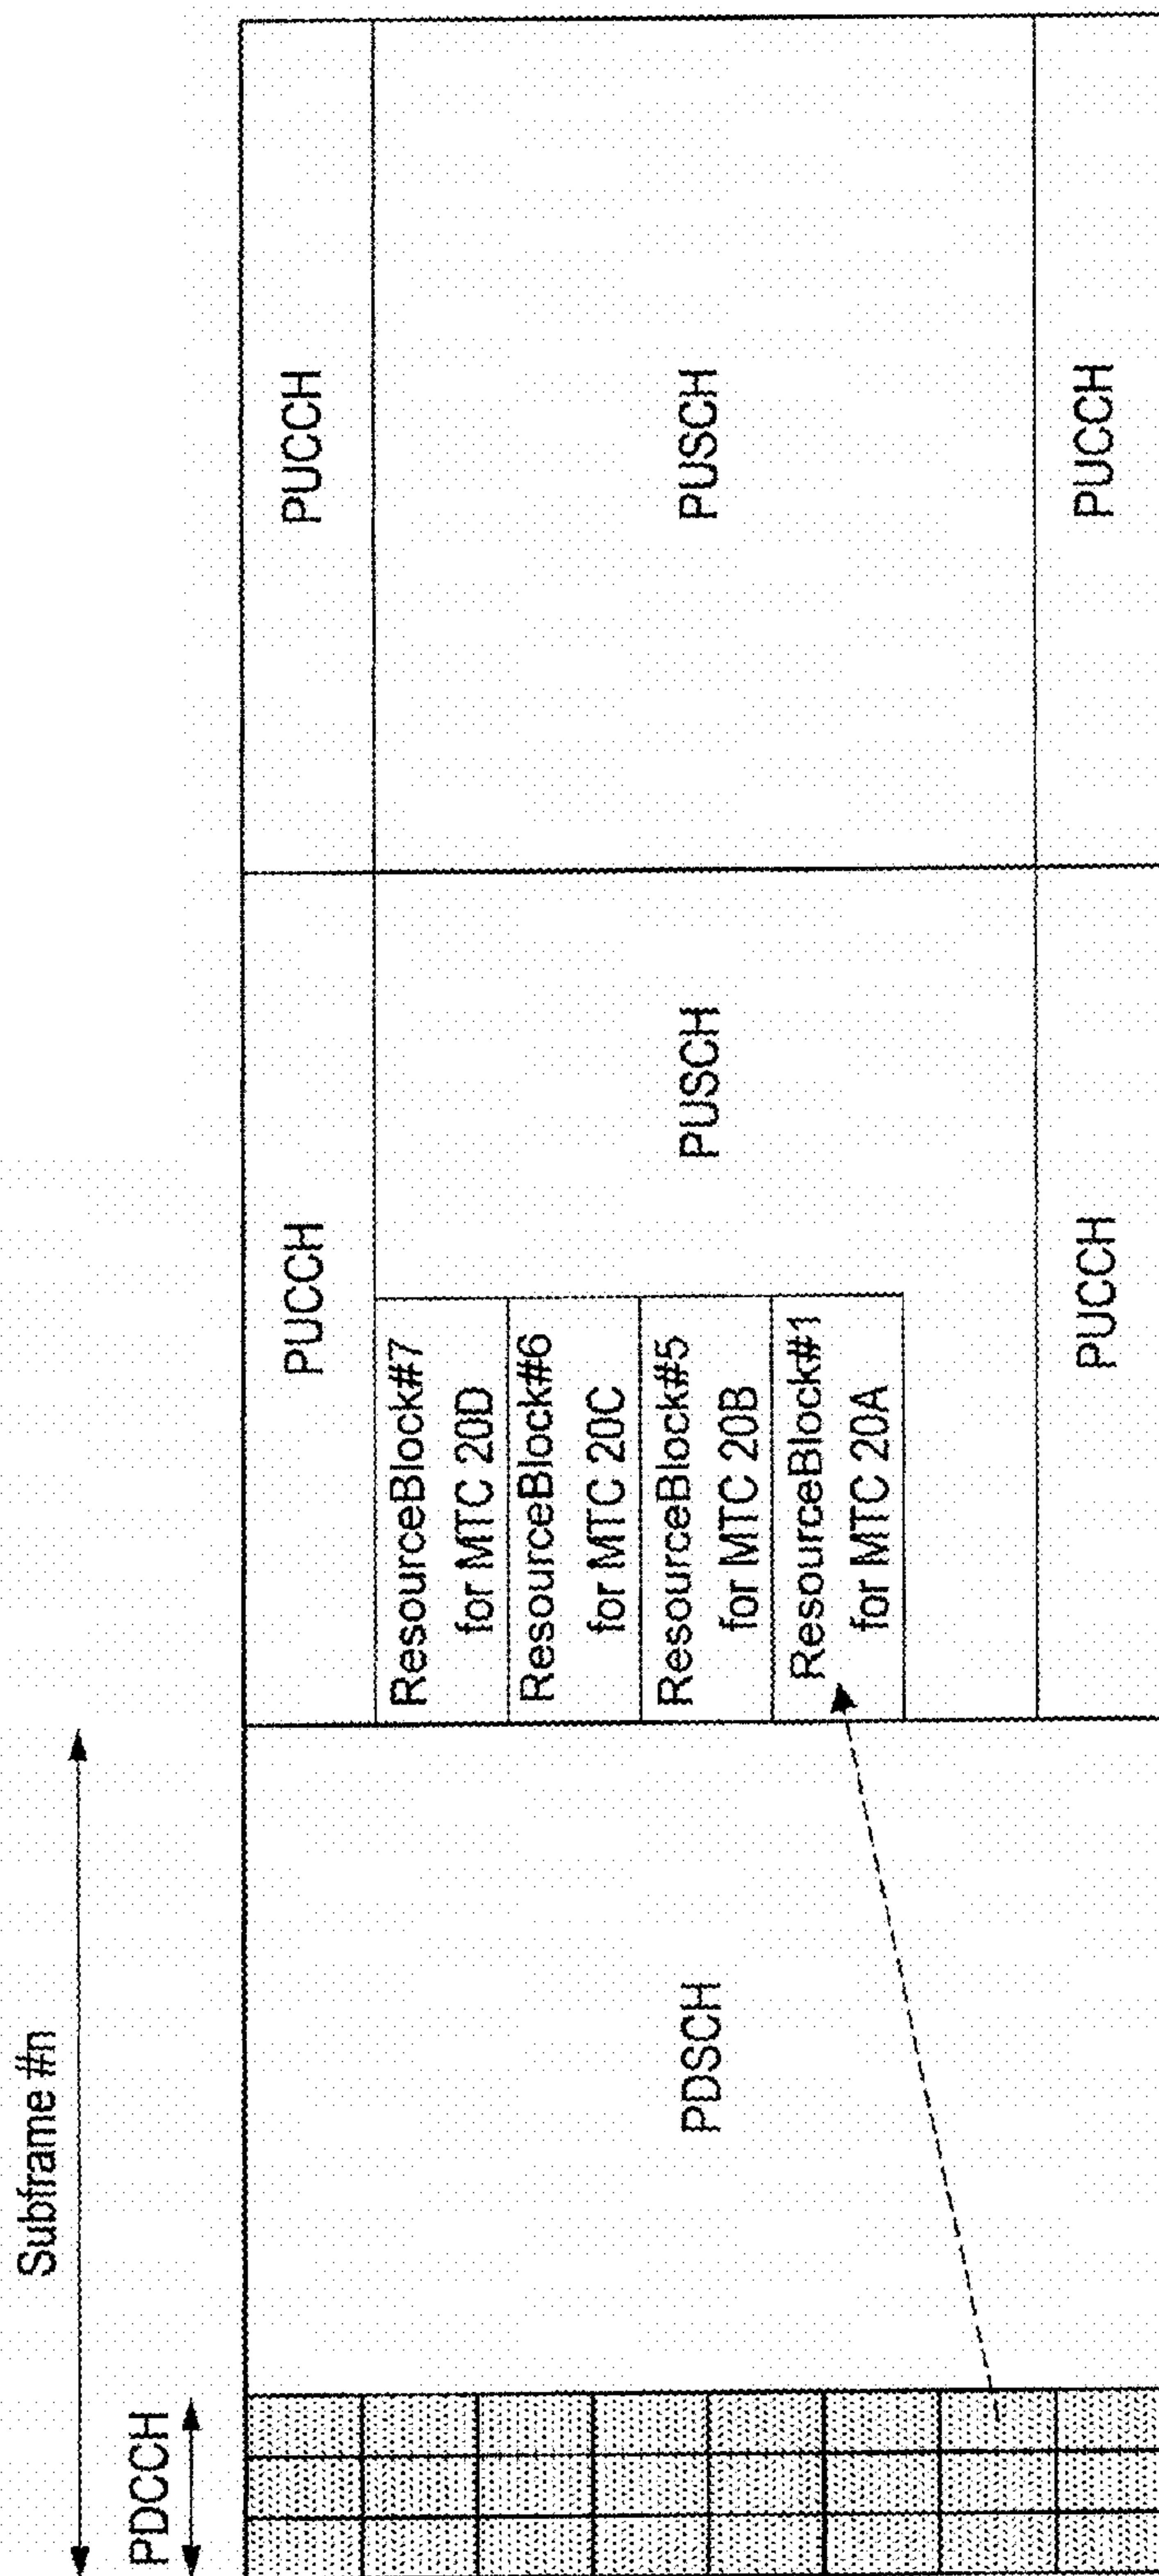 Subframe #n
PDCCH
PDSCH
PUCCH
ResourceBlock#7
for MTC 20D
ResourceBlock#6
for MTC 20C
ResourceBlock#5
for MTC 20B
ResourceBlock#1
for MTC 20A
PUSCH
PUCCH
PUCCH
PUSCH
PUCCH